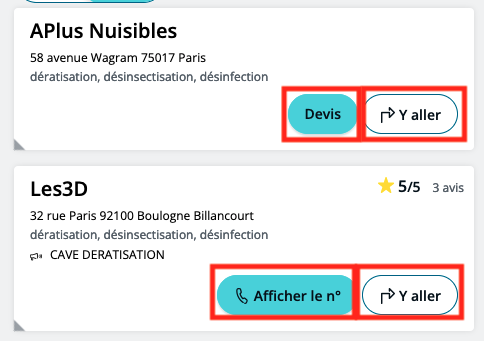 APlus Nuisibles
58 avenue Wagram 75017 Paris
dératisation, désinsectisation, désinfection
Devis
Y aller
Les3D
5/5
3 avis
32 rue Paris 92100 Boulogne Billancourt
dératisation, désinsectisation, désinfection
CAVE DERATISATION
Afficher le n°
Y aller